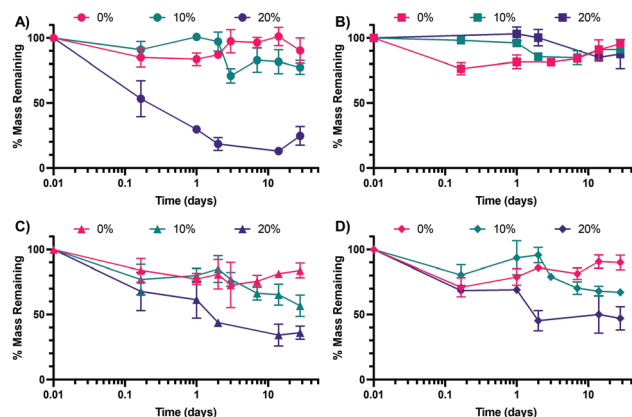 A) 0% 10% 20%
% Mass Remaining
100
50
0
0.01 0.1 1 10
Time (days)
B) 0% 10% 20%
% Mass Remaining
100
50
0
0.01 0.1 1 10
Time (days)
C) 0% 10% 20%
% Mass Remaining
100
50
0
0.01 0.1 1 10
Time (days)
D) 0% 10% 20%
% Mass Remaining
100
50
0
0.01 0.1 1 10
Time (days)